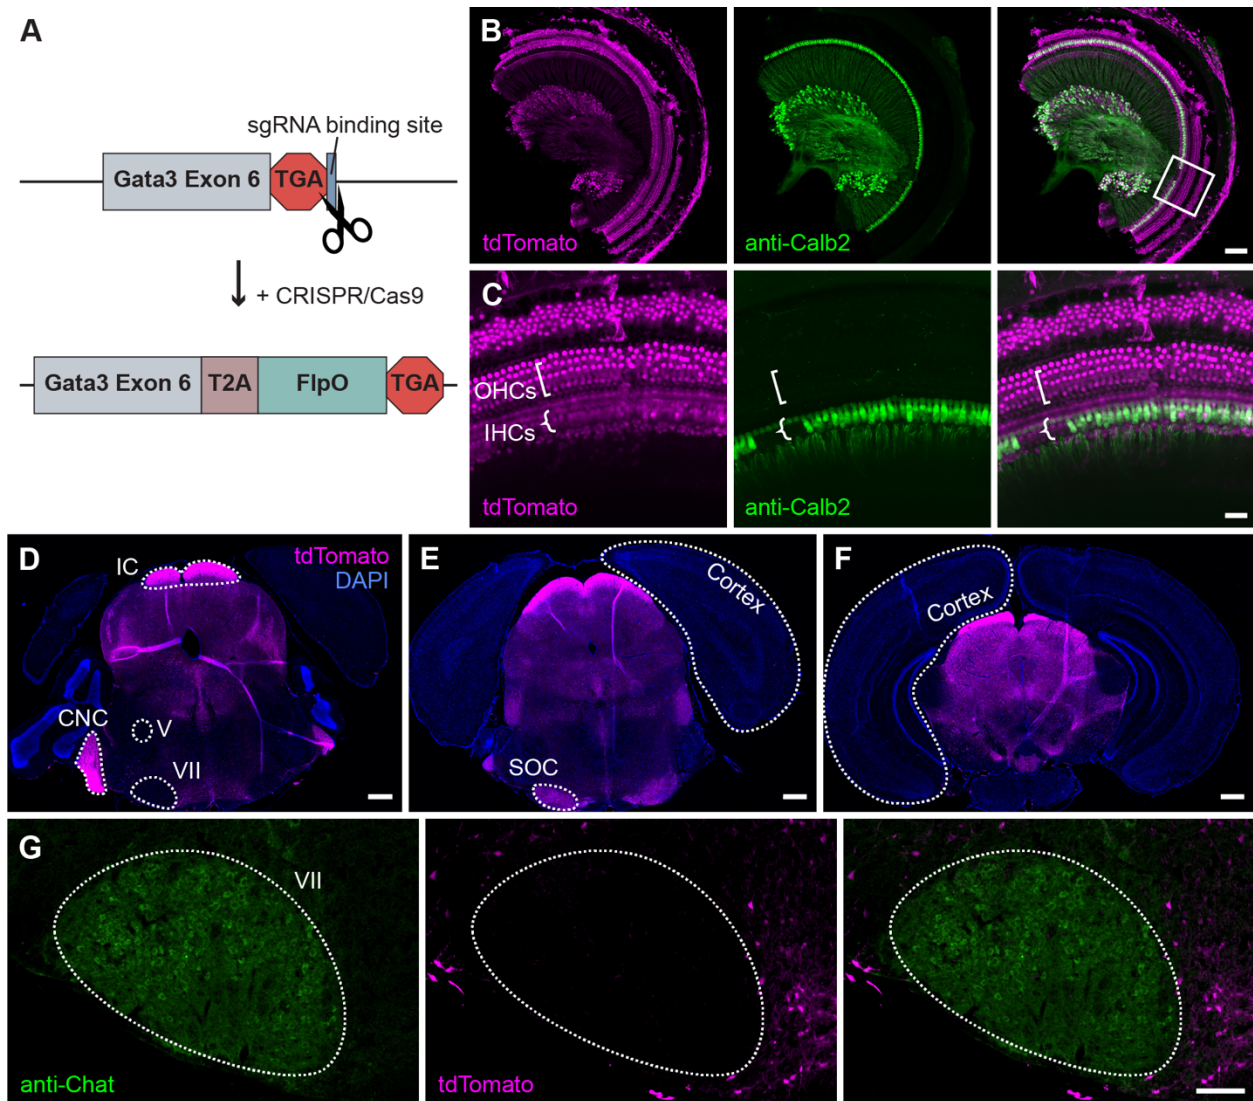 A
sgRNA binding site
Gata3 Exon 6
TGA
+ CRISPR/Cas9
Gata3 Exon 6
T2A
FlpO
TGA
B
tdTomato
anti-Calb2
C
OHCs
IHCs
tdTomato
anti-Calb2
D
tdTomato
DAPI
IC
CNC
V
VII
E
Cortex
SOC
F
Cortex
G
VII
anti-Chat
tdTomato